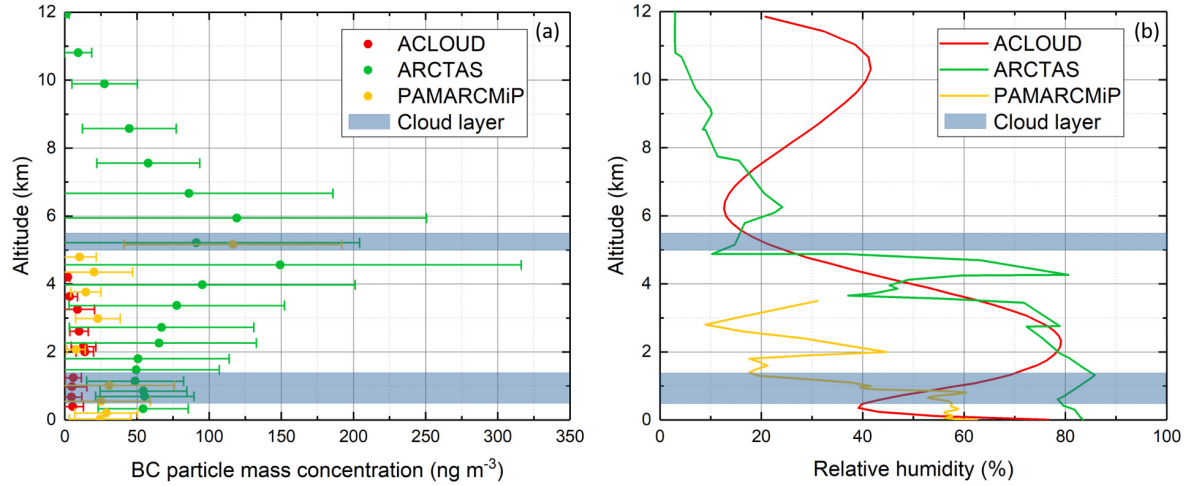 12
10
8
6
4
2
0
Altitude (km)
(a)
ACLOUD
ARCTAS
PAMARCMiP
Cloud layer
0 50 100 150 200 250 300 350
BC particle mass concentration (ng m⁻³)
12
10
8
6
4
2
0
Altitude (km)
(b)
ACLOUD
ARCTAS
PAMARCMiP
Cloud layer
0 20 40 60 80 100
Relative humidity (%)